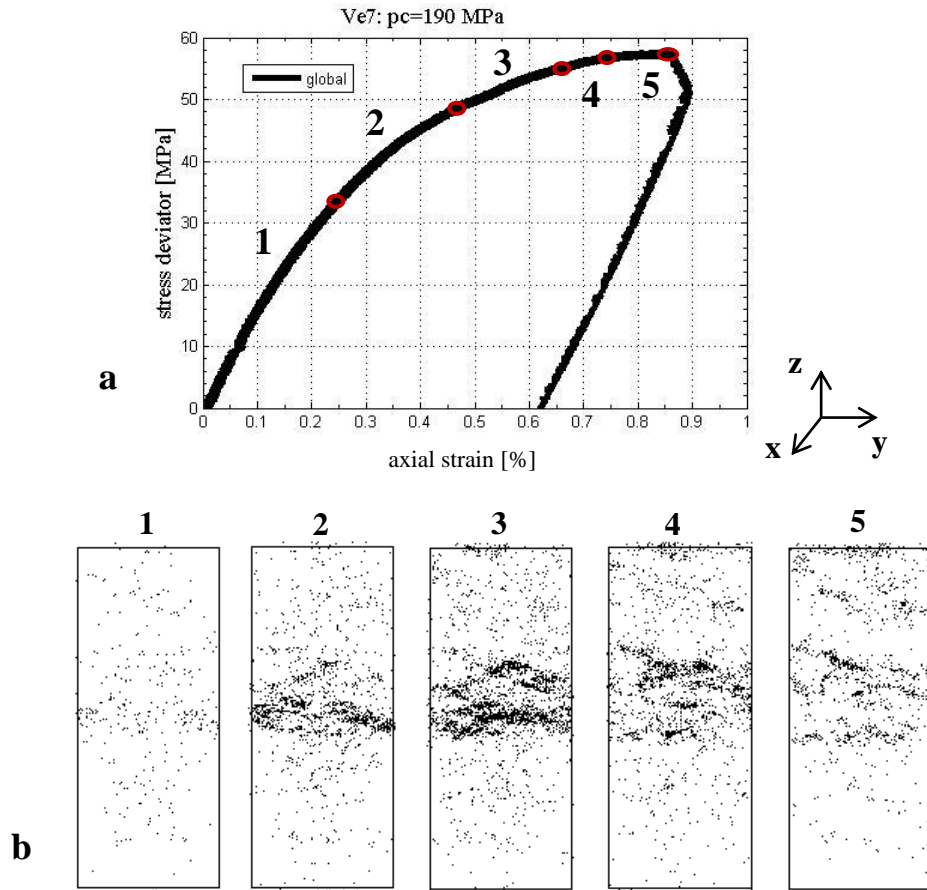 Ve7: pc=190 MPa
60
50
40
30
20
10
0
stress deviator [MPa]
global
1
2
3
4
5
0 0.1 0.2 0.3 0.4 0.5 0.6 0.7 0.8 0.9 1
axial strain [%]
a
z
x y
1 2 3 4 5
b